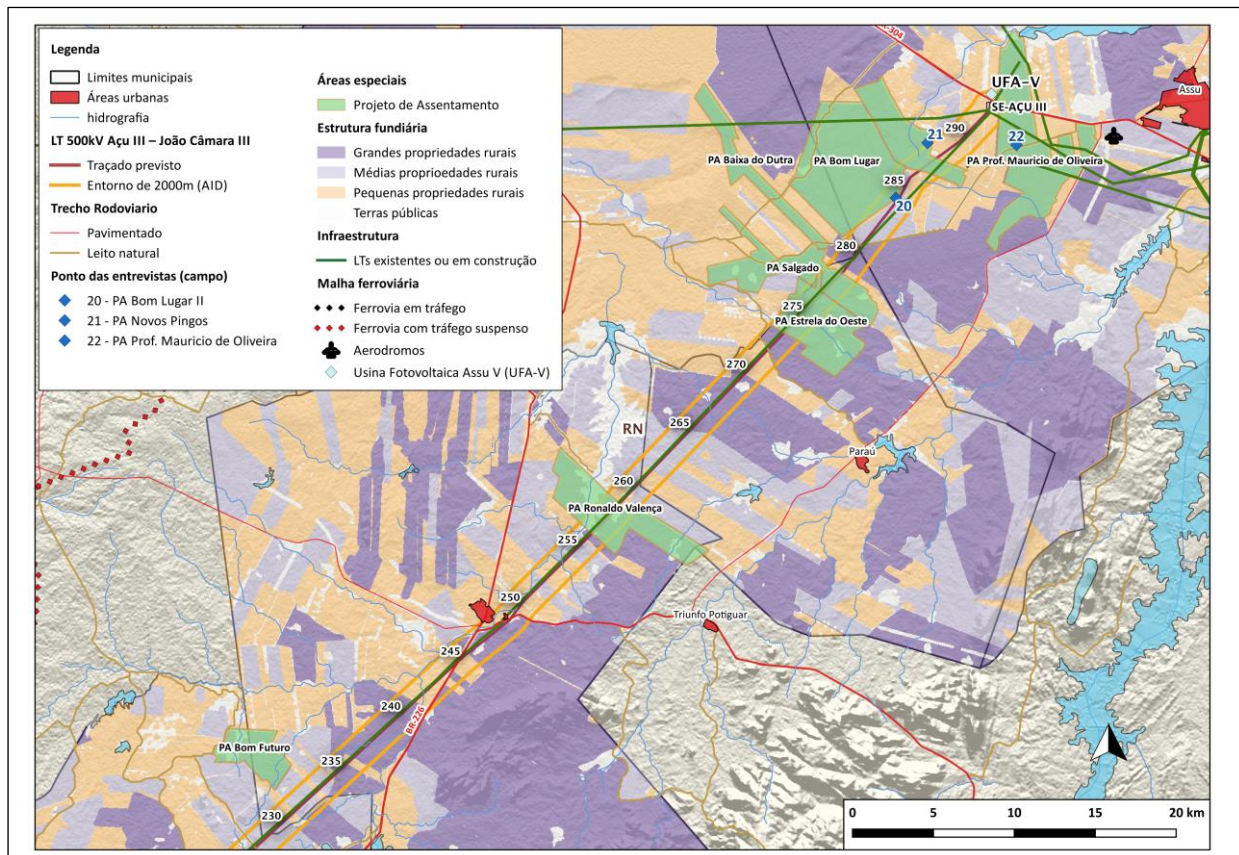 Legenda
Limites municipais
Áreas urbanas
hidrografia
LT 500kV Açu III – João Câmara III
Traçado previsto
Entorno de 2000m (AID)
Trecho Rodoviario
Pavimentado
Leito natural
Ponto das entrevistas (campo)
20 - PA Bom Lugar II
21 - PA Novos Pingos
22 - PA Prof. Mauricio de Oliveira
Áreas especiais
Projeto de Assentamento
Estrutura fundiária
Grandes propriedades rurais
Médias proprioedades rurais
Pequenas propriedades rurais
Terras públicas
Infraestrutura
LTs existentes ou em construção
Malha ferroviária
Ferrovia em tráfego
Ferrovia com tráfego suspenso
Aerodromos
Usina Fotovoltaica Assu V (UFA-V)
UFA-V
SE-AÇU III
Assu
290
21
22
PA Baixa do Dutra
PA Bom Lugar
PA Prof. Mauricio de Oliveira
285
20
280
PA Salgado
275
PA Estrela do Oeste
270
265
RN
Paraú
260
PA Ronaldo Valença
255
250
Triunfo Potiguar
245
240
BR-226
PA Bom Futuro
235
230
0 5 10 15 20 km